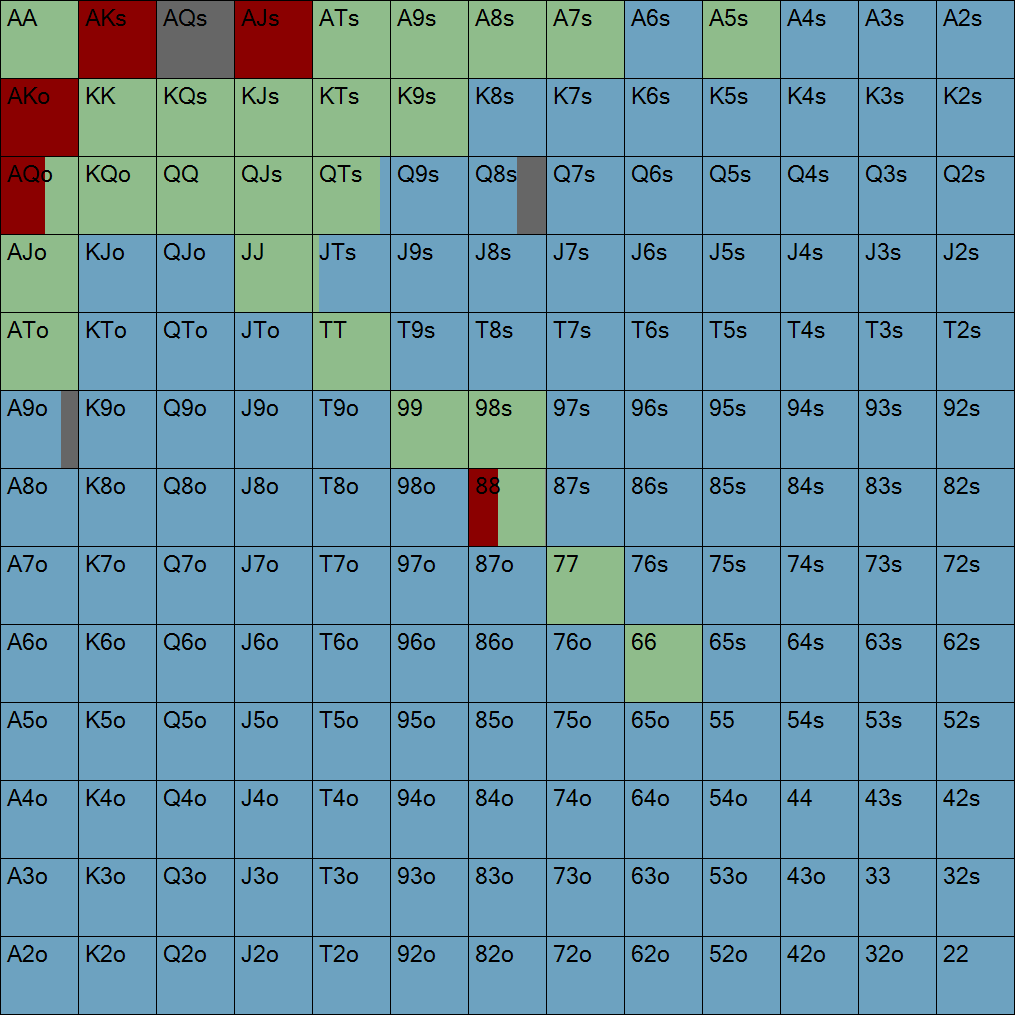 AA AKs AQs AJs ATs A9s A8s A7s A6s A5s A4s A3s A2s
AKo KK KQs KJs KTs K9s K8s K7s K6s K5s K4s K3s K2s
AQo KQo QQ QJs QTs Q9s Q8s Q7s Q6s Q5s Q4s Q3s Q2s
AJo KJo QJo JJ JTs J9s J8s J7s J6s J5s J4s J3s J2s
ATo KTo QTo JTo TT T9s T8s T7s T6s T5s T4s T3s T2s
A9o K9o Q9o J9o T9o 99 98s 97s 96s 95s 94s 93s 92s
A8o K8o Q8o J8o T8o 98o 88 87s 86s 85s 84s 83s 82s
A7o K7o Q7o J7o T7o 97o 87o 77 76s 75s 74s 73s 72s
A6o K6o Q6o J6o T6o 96o 86o 76o 66 65s 64s 63s 62s
A5o K5o Q5o J5o T5o 95o 85o 75o 65o 55 54s 53s 52s
A4o K4o Q4o J4o T4o 94o 84o 74o 64o 54o 44 43s 42s
A3o K3o Q3o J3o T3o 93o 83o 73o 63o 53o 43o 33 32s
A2o K2o Q2o J2o T2o 92o 82o 72o 62o 52o 42o 32o 22